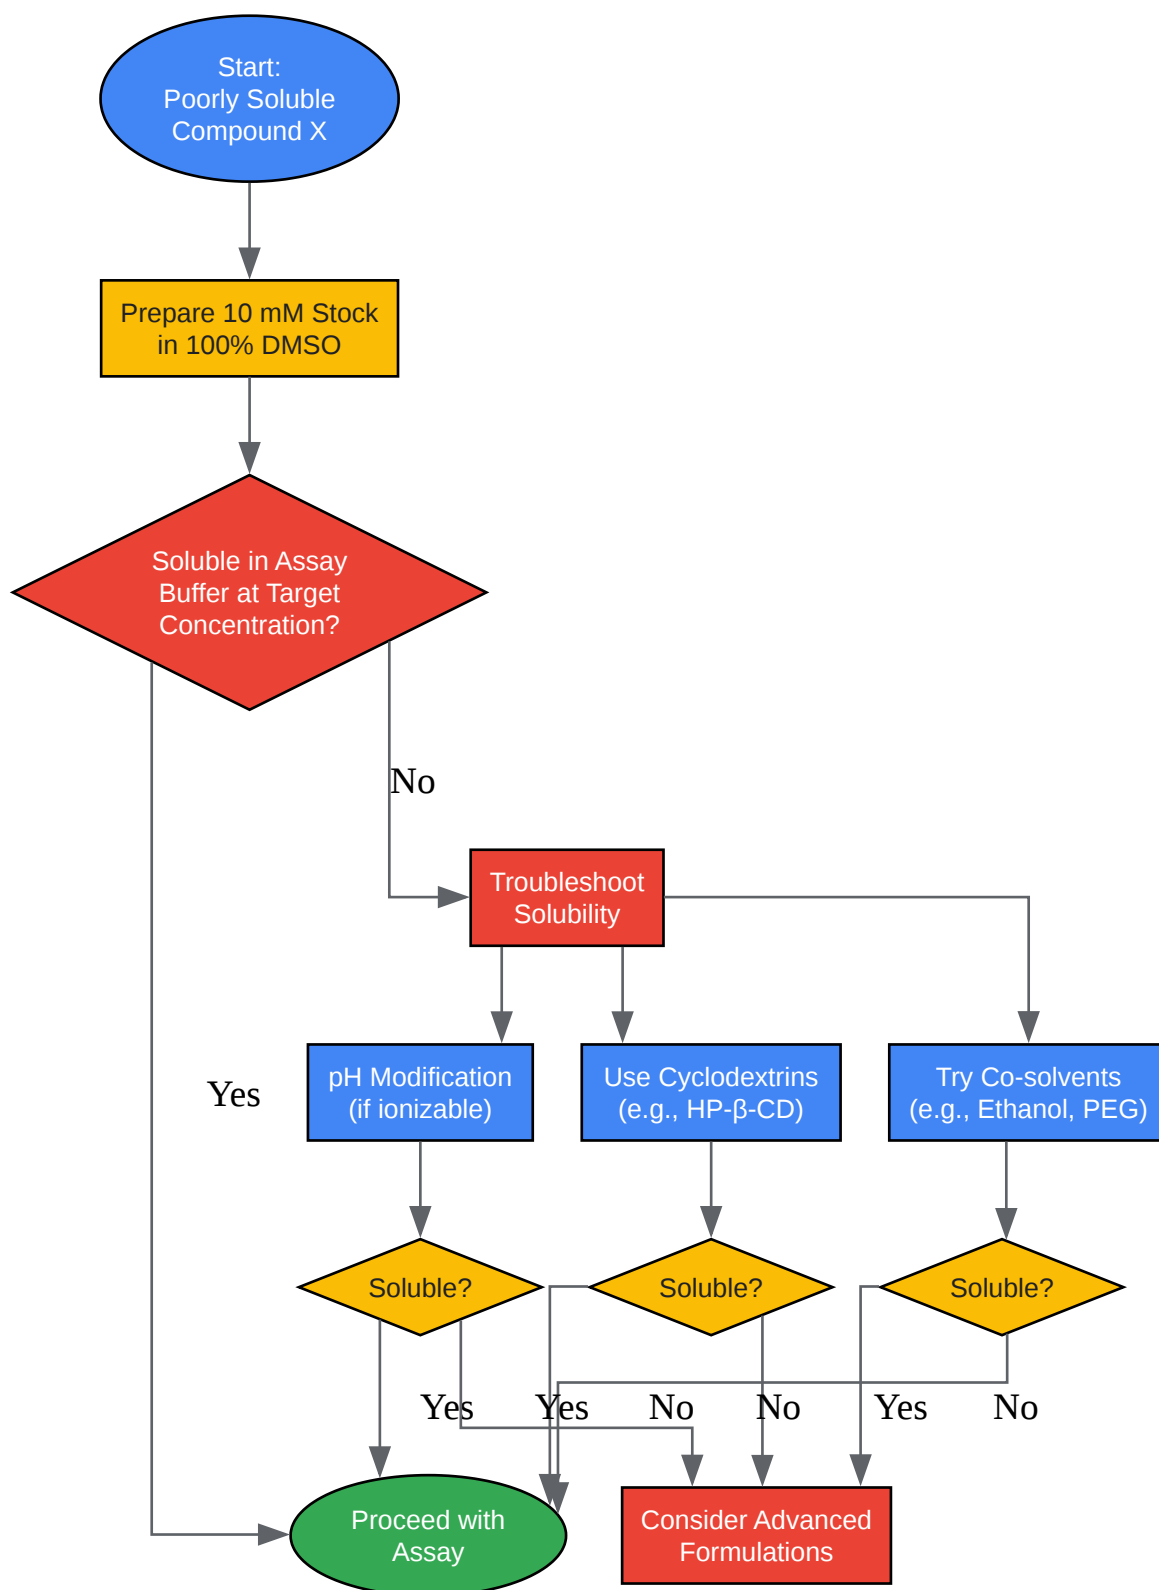 Start:
Poorly Soluble
Compound X
Prepare 10 mM Stock
in 100% DMSO
Soluble in Assay
Buffer at Target
Concentration?
No
Troubleshoot
Solubility
Yes
pH Modification
(if ionizable)
Use Cyclodextrins
(e.g., HP-β-CD)
Try Co-solvents
(e.g., Ethanol, PEG)
Soluble?
Soluble?
Soluble?
Yes
Yes
No
No
Yes
No
Proceed with
Assay
Consider Advanced
Formulations